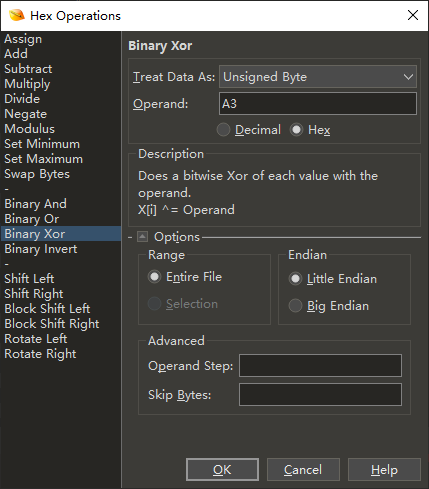 Hex Operations
Assign
Add
Subtract
Multiply
Divide
Negate
Modulus
Set Minimum
Set Maximum
Swap Bytes
-
Binary And
Binary Or
Binary Xor
Binary Invert
-
Shift Left
Shift Right
Block Shift Left
Block Shift Right
Rotate Left
Rotate Right
Binary Xor
Treat Data As: Unsigned Byte
Operand: A3
Decimal Hex
Description
Does a bitwise Xor of each value with the
operand.
X[i] ^= Operand
Options
Range
Entire File
Selection
Endian
Little Endian
Big Endian
Advanced
Operand Step:
Skip Bytes:
OK Cancel Help